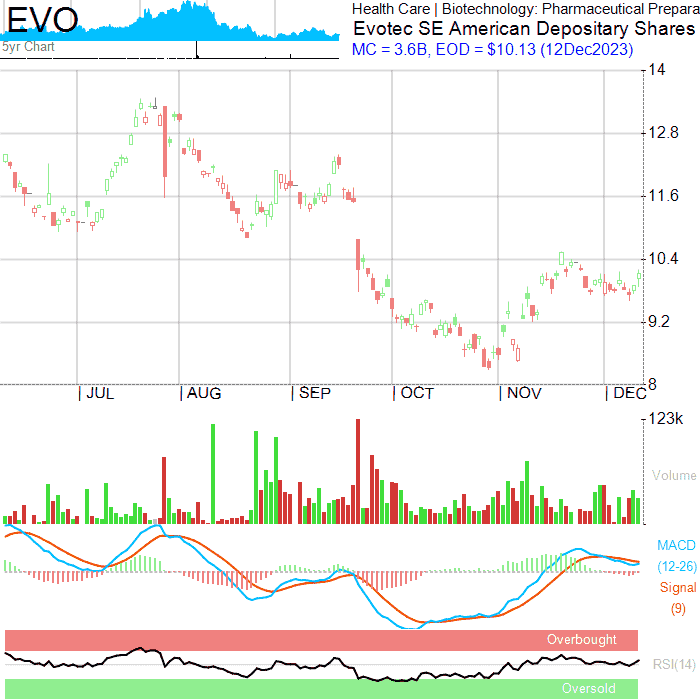 EVO
5yr Chart
Health Care | Biotechnology: Pharmaceutical Prepara
Evotec SE American Depositary Shares
MC = 3.6B, EOD = $10.13 (12Dec2023)
14
12.8
11.6
10.4
9.2
8
| JUL | AUG | SEP | OCT | NOV | DEC
123k
Volume
MACD
(12-26)
Signal
(9)
Overbought
RSI(14)
Oversold